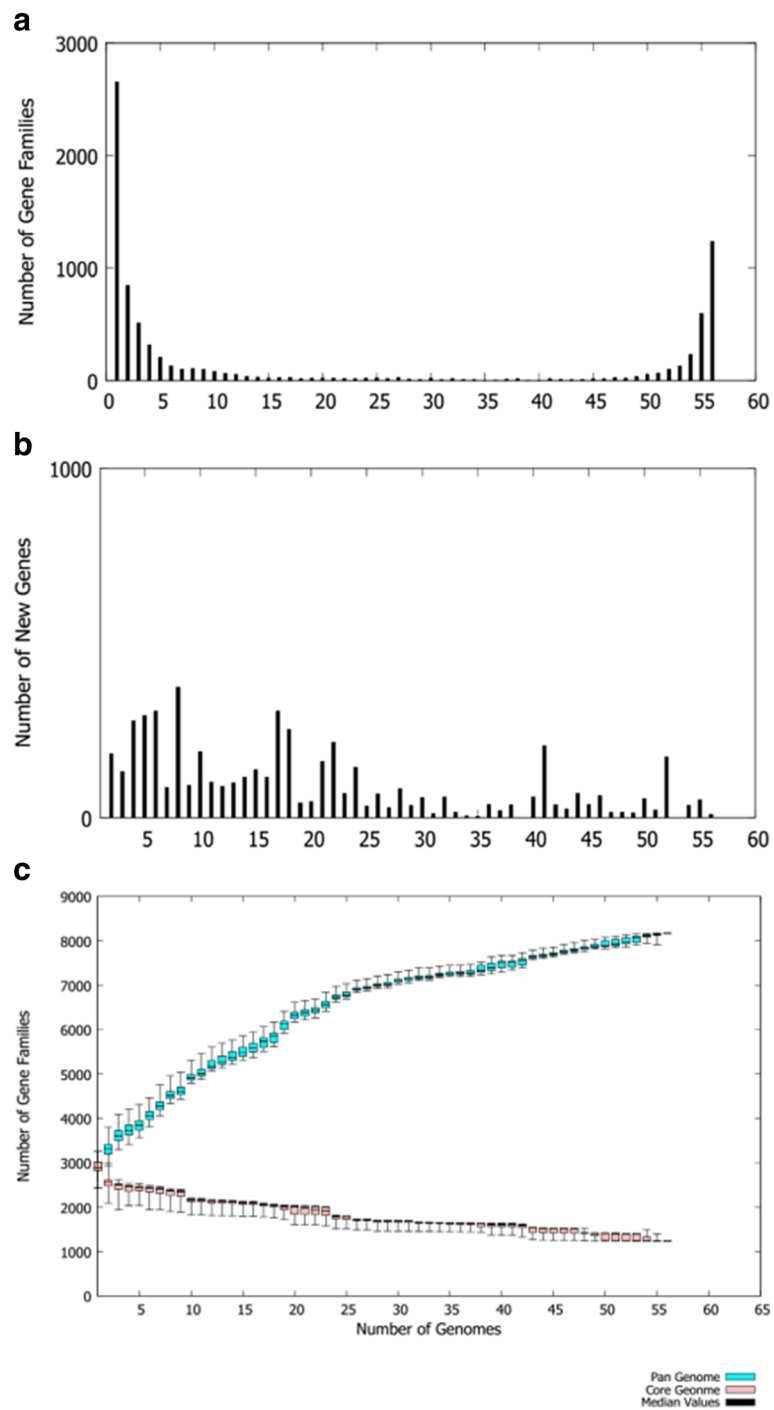 a
3000
2000
1000
0
Number of Gene Families
0 5 10 15 20 25 30 35 40 45 50 55 60
b
1000
0
Number of New Genes
5 10 15 20 25 30 35 40 45 50 55 60
c
9000
8000
7000
6000
5000
4000
3000
2000
1000
0
Number of Gene Families
5 10 15 20 25 30 35 40 45 50 55 60 65
Number of Genomes
Pan Genome
Core Geonme
Median Values